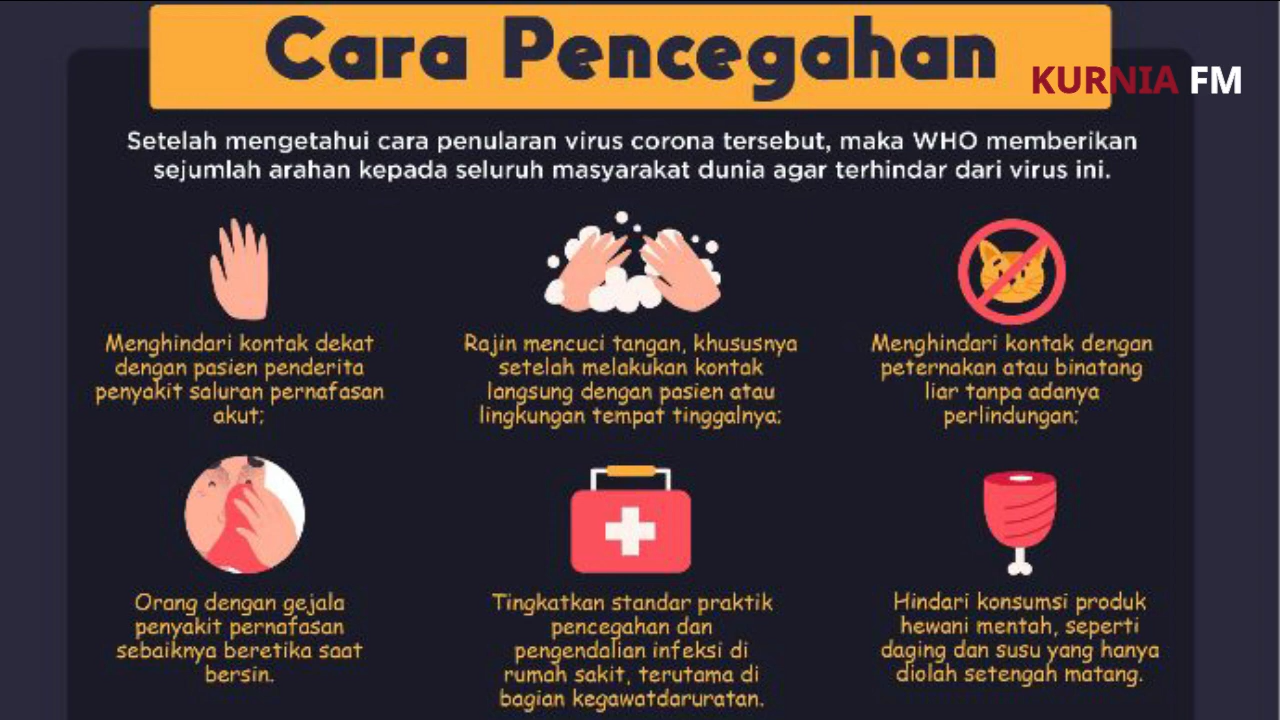 Cara Pencegahan
KURNIA FM
Setelah mengetahui cara penularan virus corona tersebut, maka WHO memberikan
sejumlah arahan kepada seluruh masyarakat dunia agar terhindar dari virus ini.
Menghindari kontak dekat
dengan pasien penderita
penyakit saluran pernafasan
akut;
Rajin mencuci tangan, khususnya
setelah melakukan kontak
langsung dengan pasien atau
lingkungan tempat tinggalnya;
Menghindari kontak dengan
peternakan atau binatang
liar tanpa adanya
perlindungan;
Orang dengan gejala
penyakit pernafasan
sebaiknya beretika saat
bersin.
Tingkatkan standar praktik
pencegahan dan
pengendalian infeksi di
rumah sakit, terutama di
bagian kegawatdaruratan.
Hindari konsumsi produk
hewani mentah, seperti
daging dan susu yang hanya
diolah setengah matang.